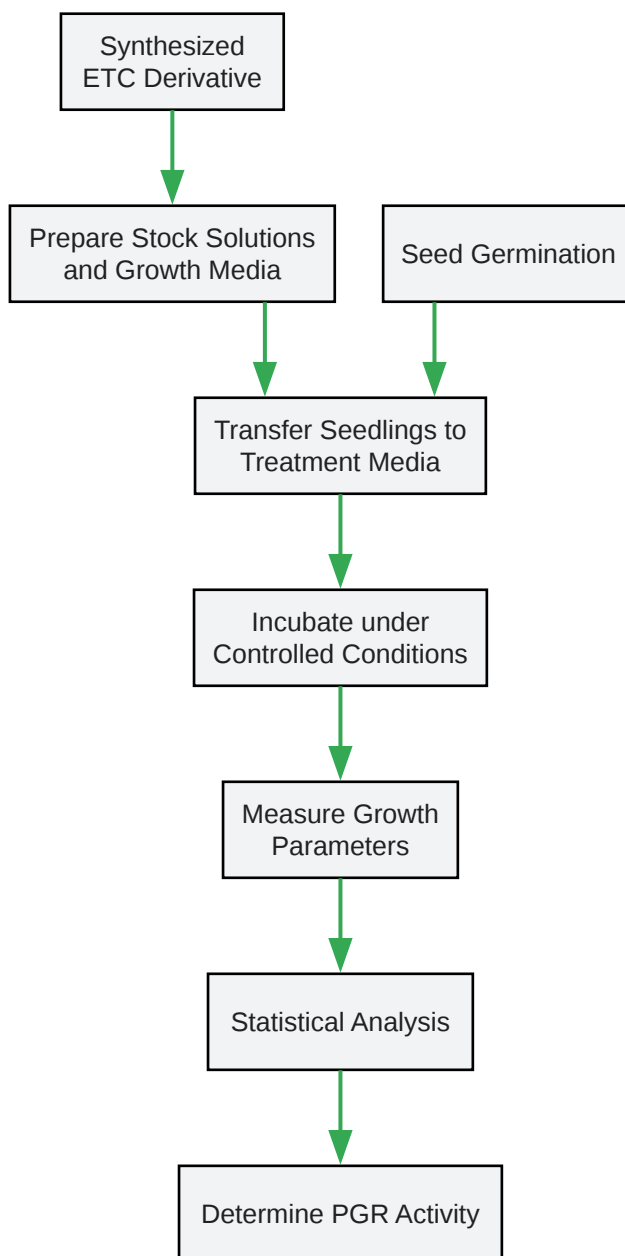 Synthesized
ETC Derivative
Prepare Stock Solutions
and Growth Media
Seed Germination
Transfer Seedlings to
Treatment Media
Incubate under
Controlled Conditions
Measure Growth
Parameters
Statistical Analysis
Determine PGR Activity